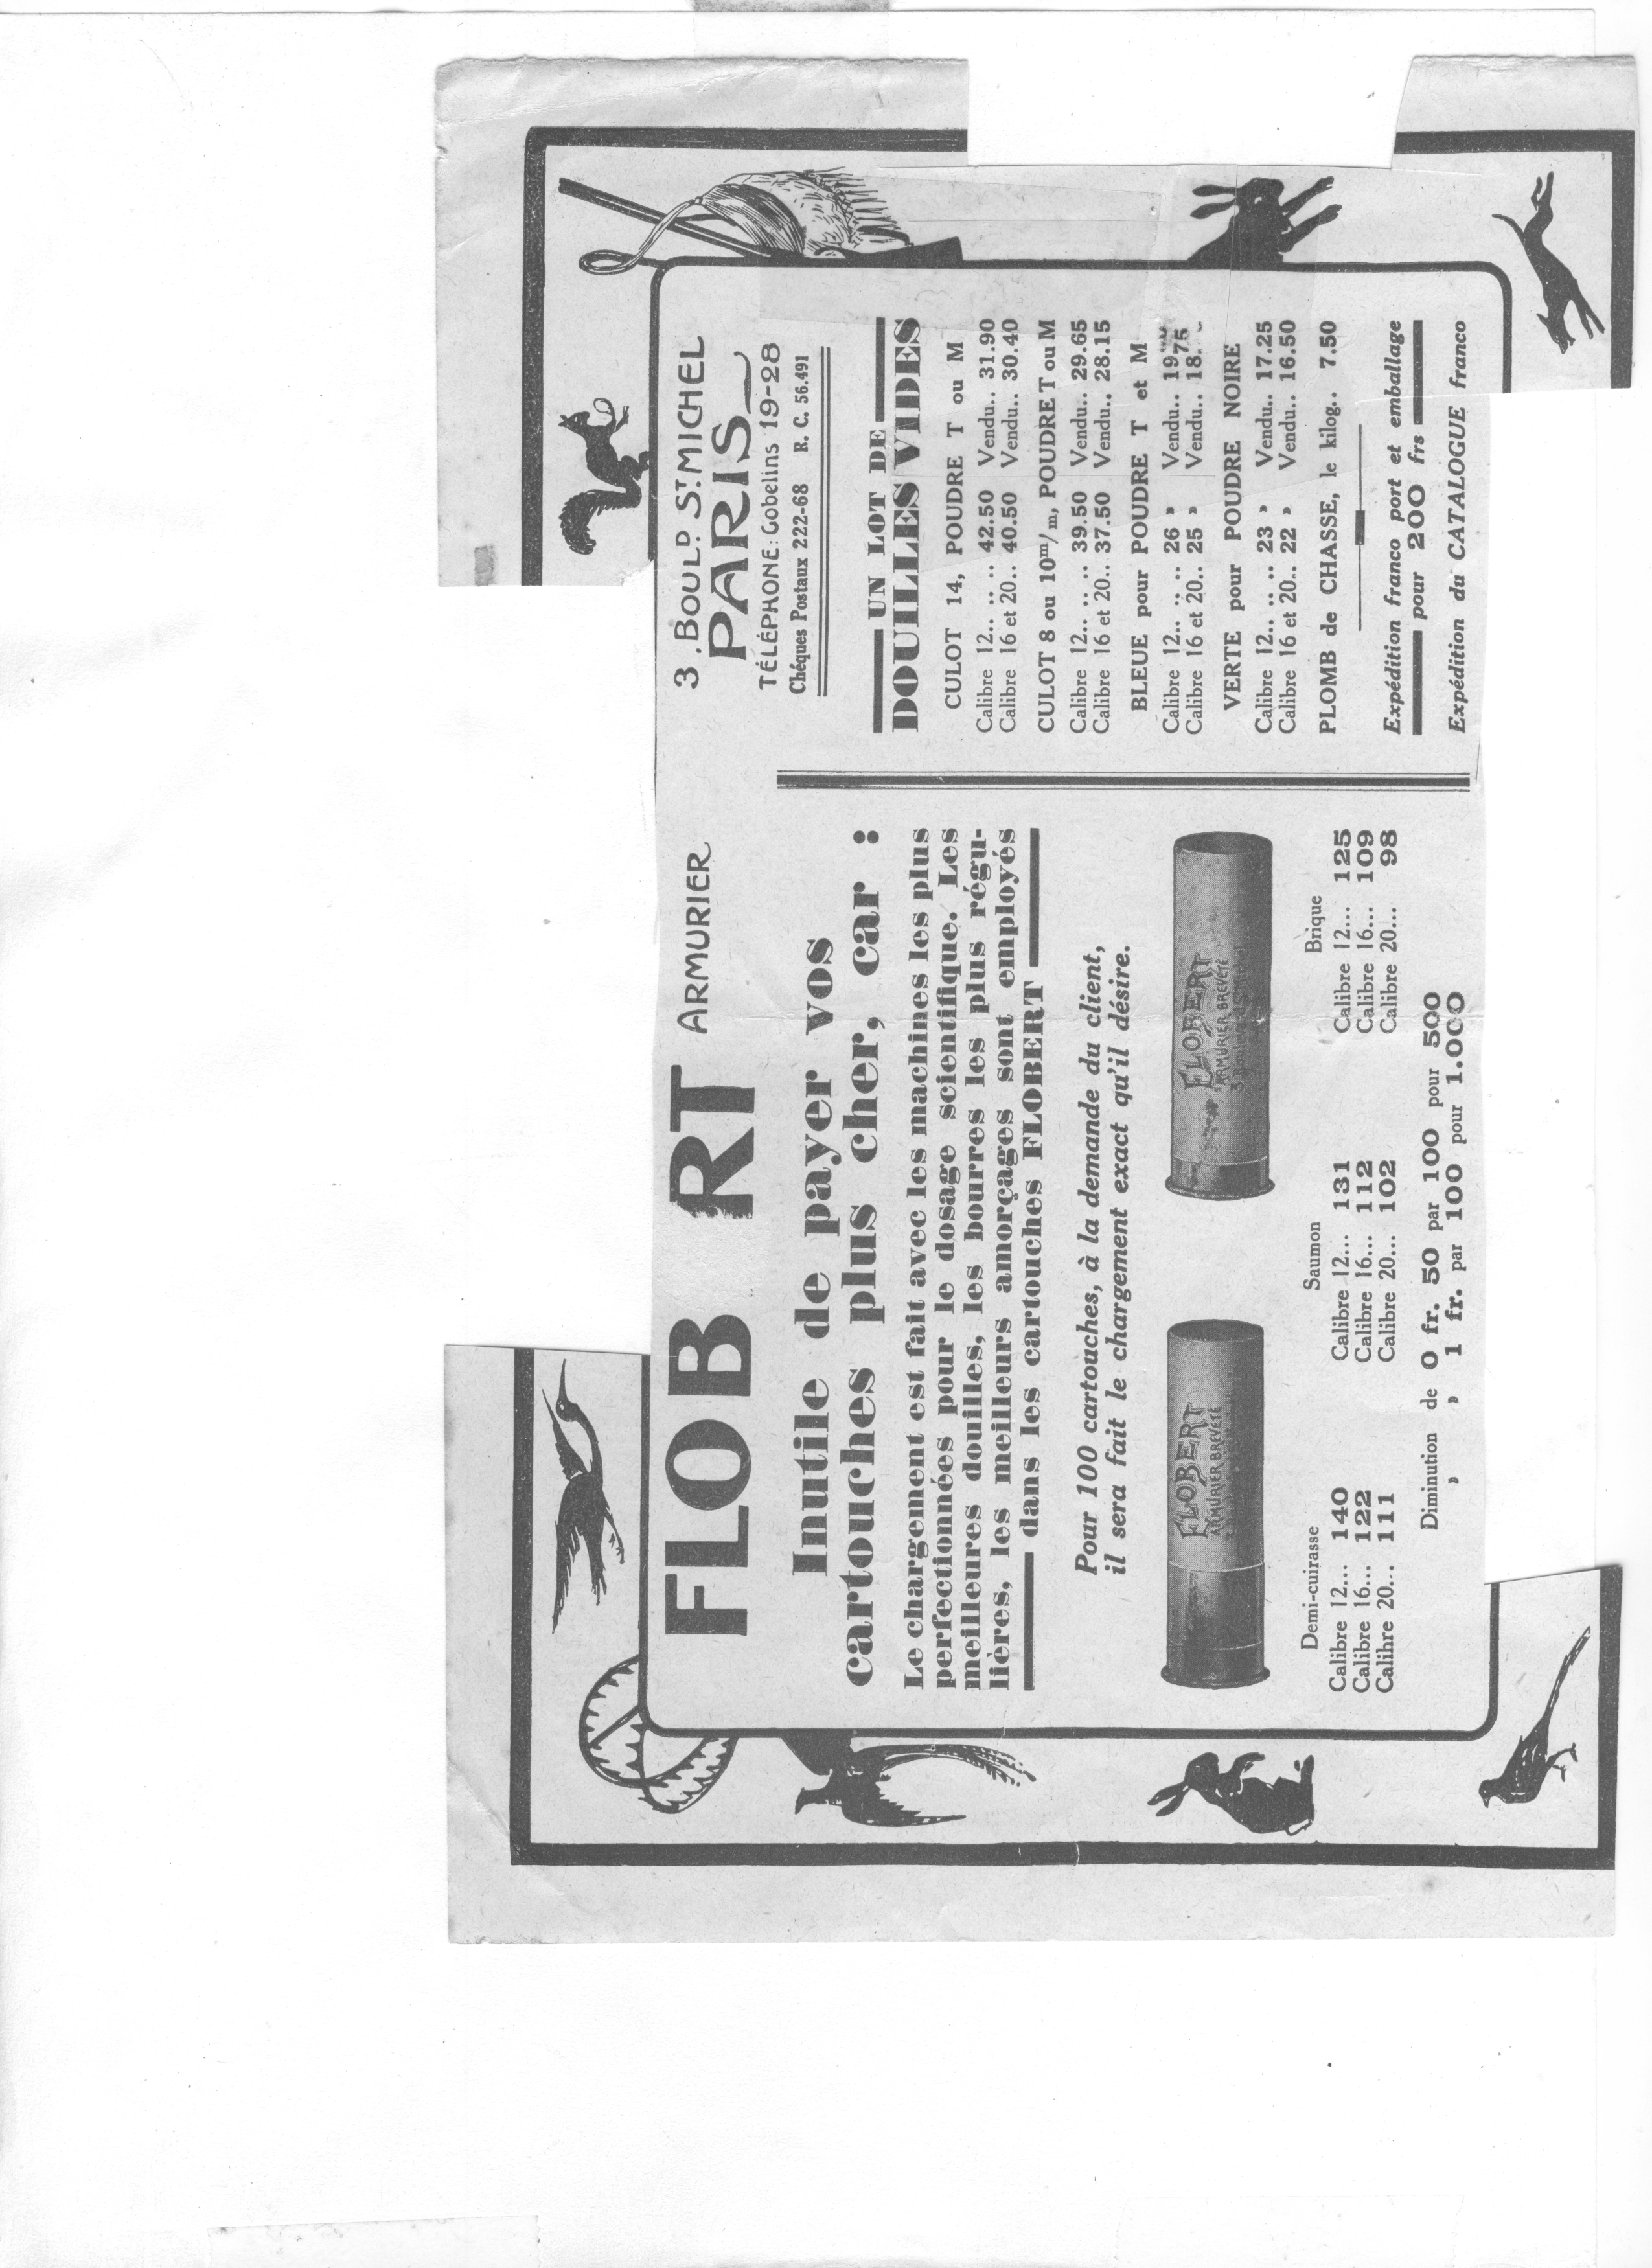 FLOB RT ARMURIER
3, BOULD. ST. MICHEL
PARIS
TÉLÉPHONE: Gobelins 19-28
Chéques Postaux 222-68 R. C. 56.491
Inutile de payer vos
cartouches plus cher, car :
Le chargement est fait avec les machines les plus
perfectionnées pour le dosage scientifique. Les
meilleures douilles, les bourres les plus régu-
lières, les meilleurs amorçages sont employés
dans les cartouches FLOBERT
Pour 100 cartouches, à la demande du client,
il sera fait le chargement exact qu'il désire.
FLOBERT
ARMURIER BREVETÉ
FLOBERT
ARMURIER BREVETÉ
3 Boulevard St Michel
Demi-cuirasse
Calibre 12... 140
Calibre 16... 122
Calibre 20... 111
Saumon
Calibre 12... 131
Calibre 16... 112
Calibre 20... 102
Brique
Calibre 12... 125
Calibre 16... 109
Calibre 20... 98
Diminution de 0 fr. 50 par 100 pour 500
» » 1 fr. par 100 pour 1.000
UN LOT DE
DOUILLES VIDES
CULOT 14, POUDRE T ou M
Calibre 12.. .. .. 42.50 Vendu.. 31.90
Calibre 16 et 20.. 40.50 Vendu.. 30.40
CULOT 8 ou 10m/m, POUDRE T ou M
Calibre 12.. .. .. 39.50 Vendu.. 29.65
Calibre 16 et 20.. 37.50 Vendu.. 28.15
BLEUE pour POUDRE T et M
Calibre 12.. .. .. 26 » Vendu.. 19
Calibre 16 et 20.. 25 » Vendu.. 18.75
VERTE pour POUDRE NOIRE
Calibre 12.. .. .. 23 » Vendu.. 17.25
Calibre 16 et 20.. 22 » Vendu.. 16.50
PLOMB de CHASSE, le kilog.. 7.50
Expédition franco port et emballage
pour 200 frs
Expédition du CATALOGUE franco